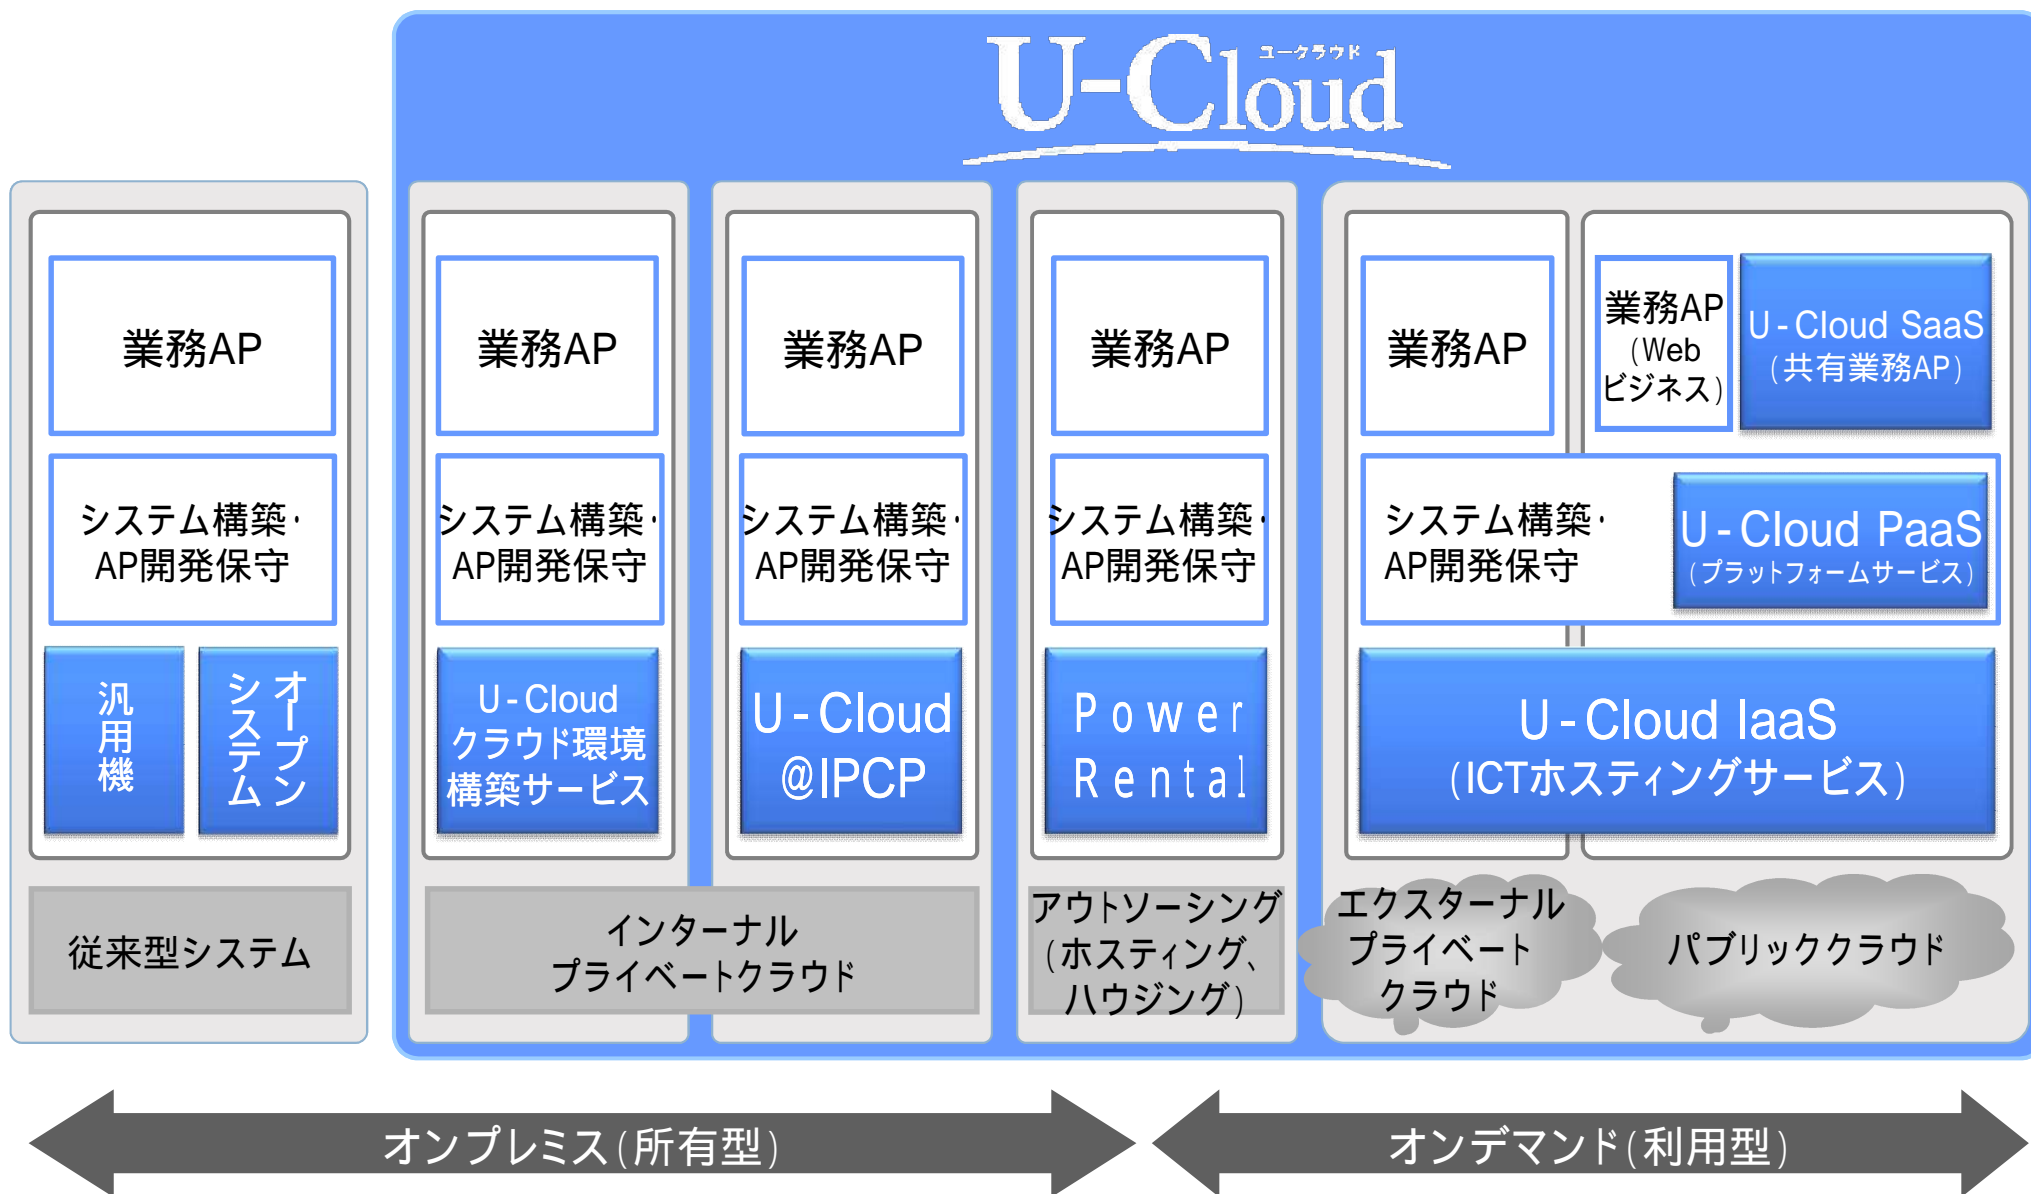 ユークラウド
U-Cloud
業務AP
システム構築・
AP開発保守
汎用機
オープン
システム
従来型システム
業務AP
システム構築・
AP開発保守
U-Cloud
クラウド環境
構築サービス
業務AP
システム構築・
AP開発保守
U-Cloud
@IPCP
インターナル
プライベートクラウド
業務AP
システム構築・
AP開発保守
Power
Rental
アウトソーシング
(ホスティング、
ハウジング)
業務AP
業務AP
(Web
ビジネス)
U-Cloud SaaS
(共有業務AP)
システム構築・
AP開発保守
U-Cloud PaaS
(プラットフォームサービス)
U-Cloud IaaS
(ICTホスティングサービス)
エクスターナル
プライベート
クラウド
パブリッククラウド
オンプレミス(所有型)
オンデマンド(利用型)